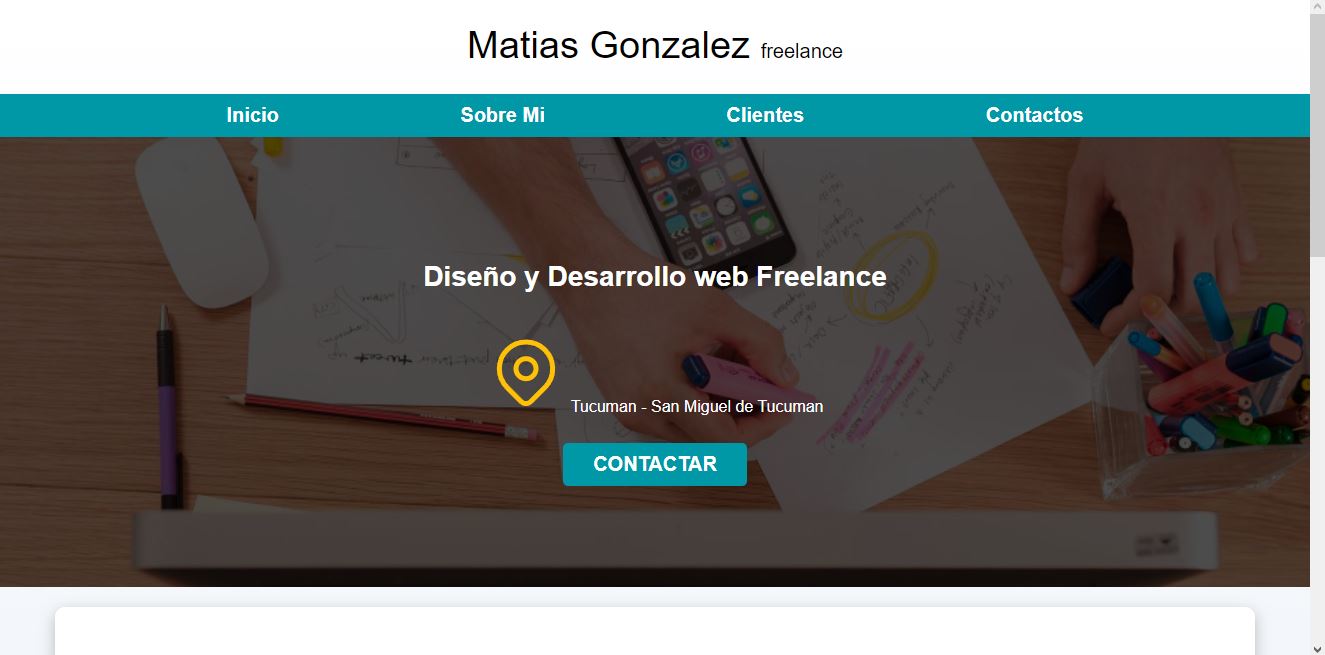 Matias Gonzalez freelance
Inicio Sobre Mi Clientes Contactos
Diseño y Desarrollo web Freelance
Tucuman - San Miguel de Tucuman
CONTACTAR